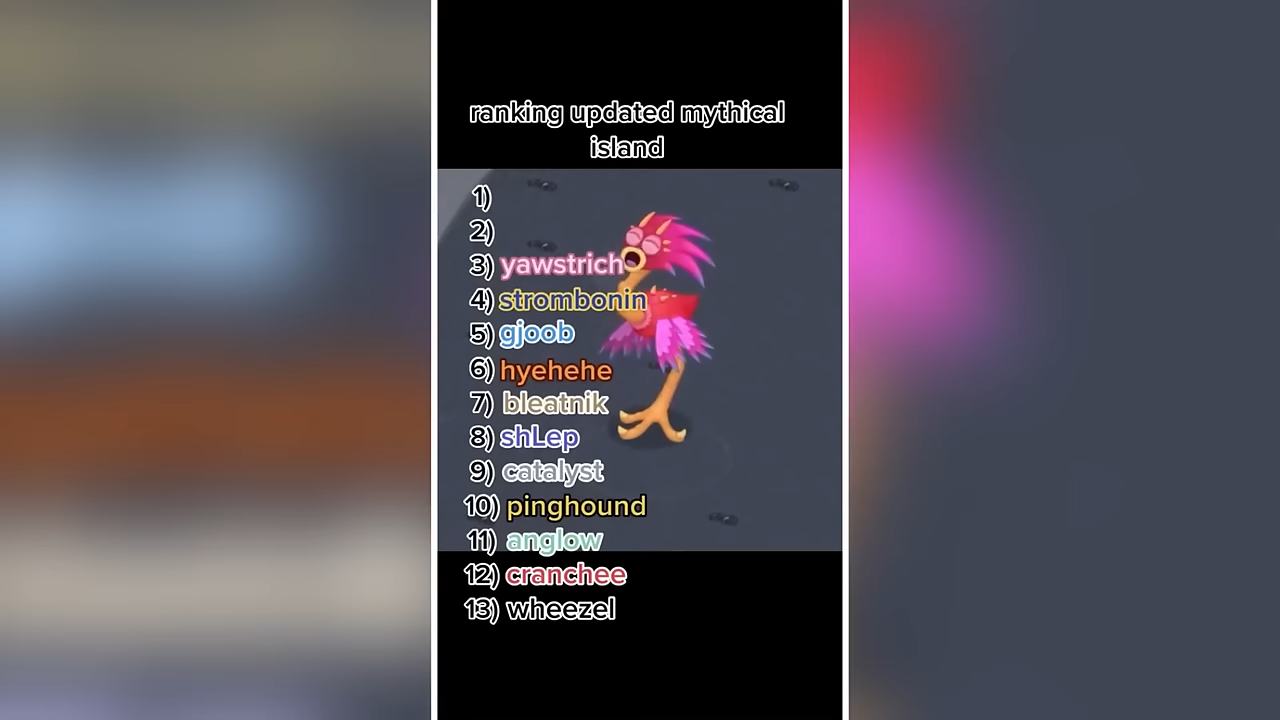 ranking updated mythical
island
1)
2)
3) yawstrich
4) strombonin
5) gjoob
6) hyehehe
7) bleatnik
8) shLep
9) catalyst
10) pinghound
11) anglow
12) cranchee
13) wheezel